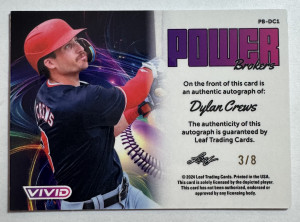 PB-DC1
POWER
Brokers
On the front of this card is
an authentic autograph of:
Dylan Crews
The authenticity of this
autograph is guaranteed by
Leaf Trading Cards.
Leaf
3/8
VIVID
© 2024 Leaf Trading Cards. Printed in the USA.
This card is solely licensed by the depicted player.
This card has not been authorized, endorsed or
approved by any licensing body.